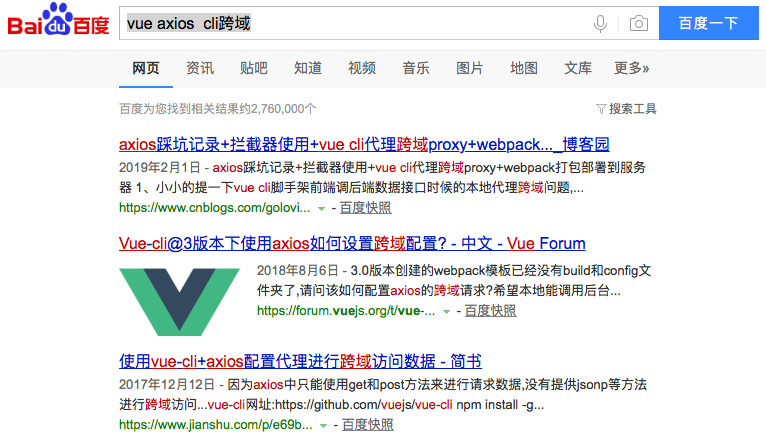 Bai du 百度
vue axios  cli跨域
百度一下
网页 资讯 贴吧 知道 视频 音乐 图片 地图 文库 更多»
百度为您找到相关结果约2,760,000个
搜索工具
axios踩坑记录+拦截器使用+vue cli代理跨域proxy+webpack..._博客园
2019年2月1日 - axios踩坑记录+拦截器使用+vue cli代理跨域proxy+webpack打包部署到服务
器 1、小小的提一下vue cli脚手架前端调后端数据接口时候的本地代理跨域问题,...
https://www.cnblogs.com/golovi... - 百度快照
Vue-cli@3版本下使用axios如何设置跨域配置? - 中文 - Vue Forum
2018年8月6日 - 3.0版本创建的webpack模板已经没有build和config文
件夹了,请问该如何配置axios的跨域请求?希望本地能调用后台...
https://forum.vuejs.org/t/vue-... - 百度快照
使用vue-cli+axios配置代理进行跨域访问数据 - 简书
2017年12月12日 - 因为axios中只能使用get和post方法来进行请求数据,没有提供jsonp等方法
进行跨域访问...vue-cli网址:https://github.com/vuejs/vue-cli npm install -g...
https://www.jianshu.com/p/e69b... - 百度快照